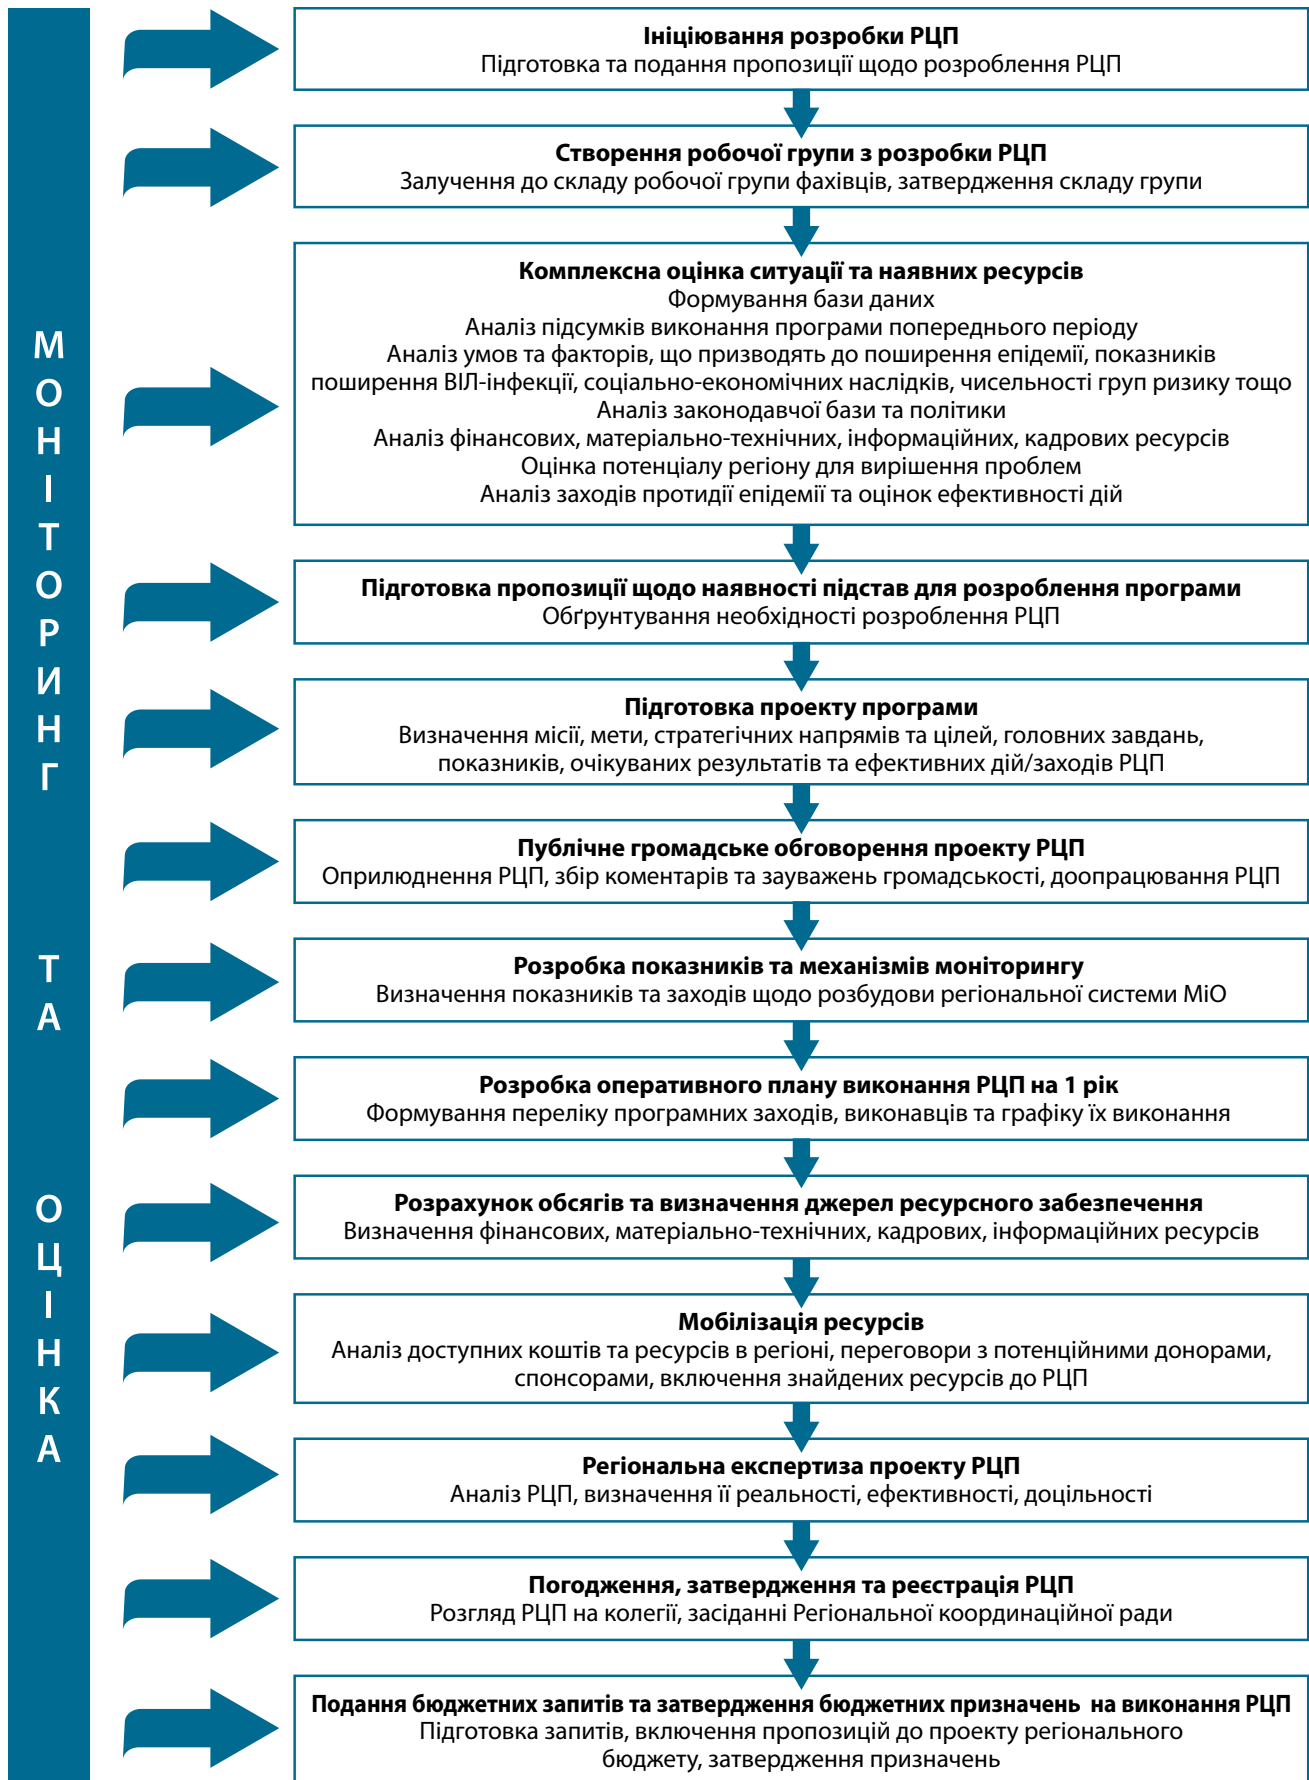 МОНІТОРИНГ ТА ОЦІНКА
Ініціювання розробки РЦП
Підготовка та подання пропозиції щодо розроблення РЦП
Створення робочої групи з розробки РЦП
Залучення до складу робочої групи фахівців, затвердження складу групи
Комплексна оцінка ситуації та наявних ресурсів
Формування бази даних
Аналіз підсумків виконання програми попереднього періоду
Аналіз умов та факторів, що призводять до поширення епідемії, показників
поширення ВІЛ-інфекції, соціально-економічних наслідків, чисельності груп ризику тощо
Аналіз законодавчої бази та політики
Аналіз фінансових, матеріально-технічних, інформаційних, кадрових ресурсів
Оцінка потенціалу регіону для вирішення проблем
Аналіз заходів протидії епідемії та оцінок ефективності дій
Підготовка пропозиції щодо наявності підстав для розроблення програми
Обґрунтування необхідності розроблення РЦП
Підготовка проекту програми
Визначення місії, мети, стратегічних напрямів та цілей, головних завдань,
показників, очікуваних результатів та ефективних дій/заходів РЦП
Публічне громадське обговорення проекту РЦП
Оприлюднення РЦП, збір коментарів та зауважень громадськості, доопрацювання РЦП
Розробка показників та механізмів моніторингу
Визначення показників та заходів щодо розбудови регіональної системи МіО
Розробка оперативного плану виконання РЦП на 1 рік
Формування переліку програмних заходів, виконавців та графіку їх виконання
Розрахунок обсягів та визначення джерел ресурсного забезпечення
Визначення фінансових, матеріально-технічних, кадрових, інформаційних ресурсів
Мобілізація ресурсів
Аналіз доступних коштів та ресурсів в регіоні, переговори з потенційними донорами,
спонсорами, включення знайдених ресурсів до РЦП
Регіональна експертиза проекту РЦП
Аналіз РЦП, визначення її реальності, ефективності, доцільності
Погодження, затвердження та реєстрація РЦП
Розгляд РЦП на колегії, засіданні Регіональної координаційної ради
Подання бюджетних запитів та затвердження бюджетних призначень на виконання РЦП
Підготовка запитів, включення пропозицій до проекту регіонального
бюджету, затвердження призначень